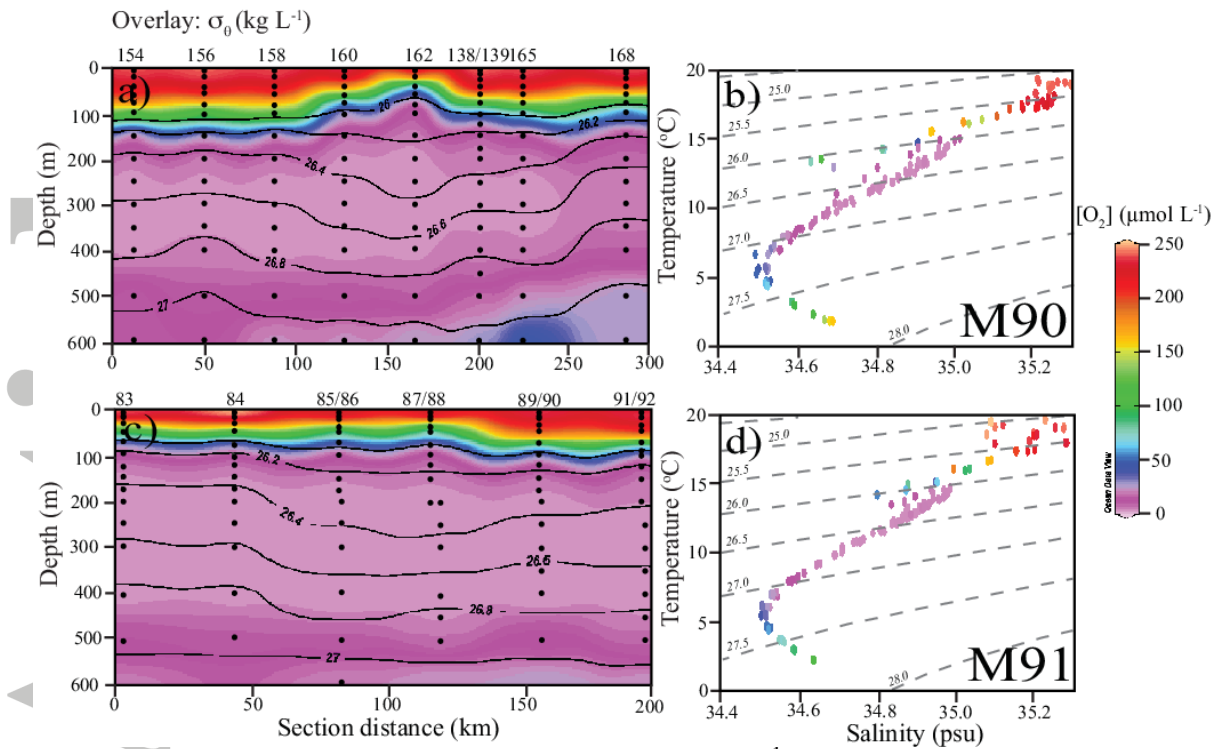 Overlay: σθ (kg L-1)
154 156 158 160 162 138/139 165 168
a)
0
100
200
300
400
500
600
Depth (m)
26
26.2
26.4
26.6
26.8
27
0 50 100 150 200 250 300
b)
20
15
10
5
0
Temperature (°C)
25.0
25.5
26.0
26.5
27.0
27.5
28.0
M90
34.4 34.6 34.8 35.0 35.2
[O2] (µmol L-1)
250
200
150
100
50
0
Ocean Data View
83 84 85/86 87/88 89/90 91/92
c)
0
100
200
300
400
500
600
Depth (m)
26.2
26.4
26.8
27
0 50 100 150 200
Section distance (km)
d)
20
15
10
5
0
Temperature (°C)
25.0
25.5
26.0
26.5
27.0
27.5
28.0
M91
34.4 34.6 34.8 35.0 35.2
Salinity (psu)